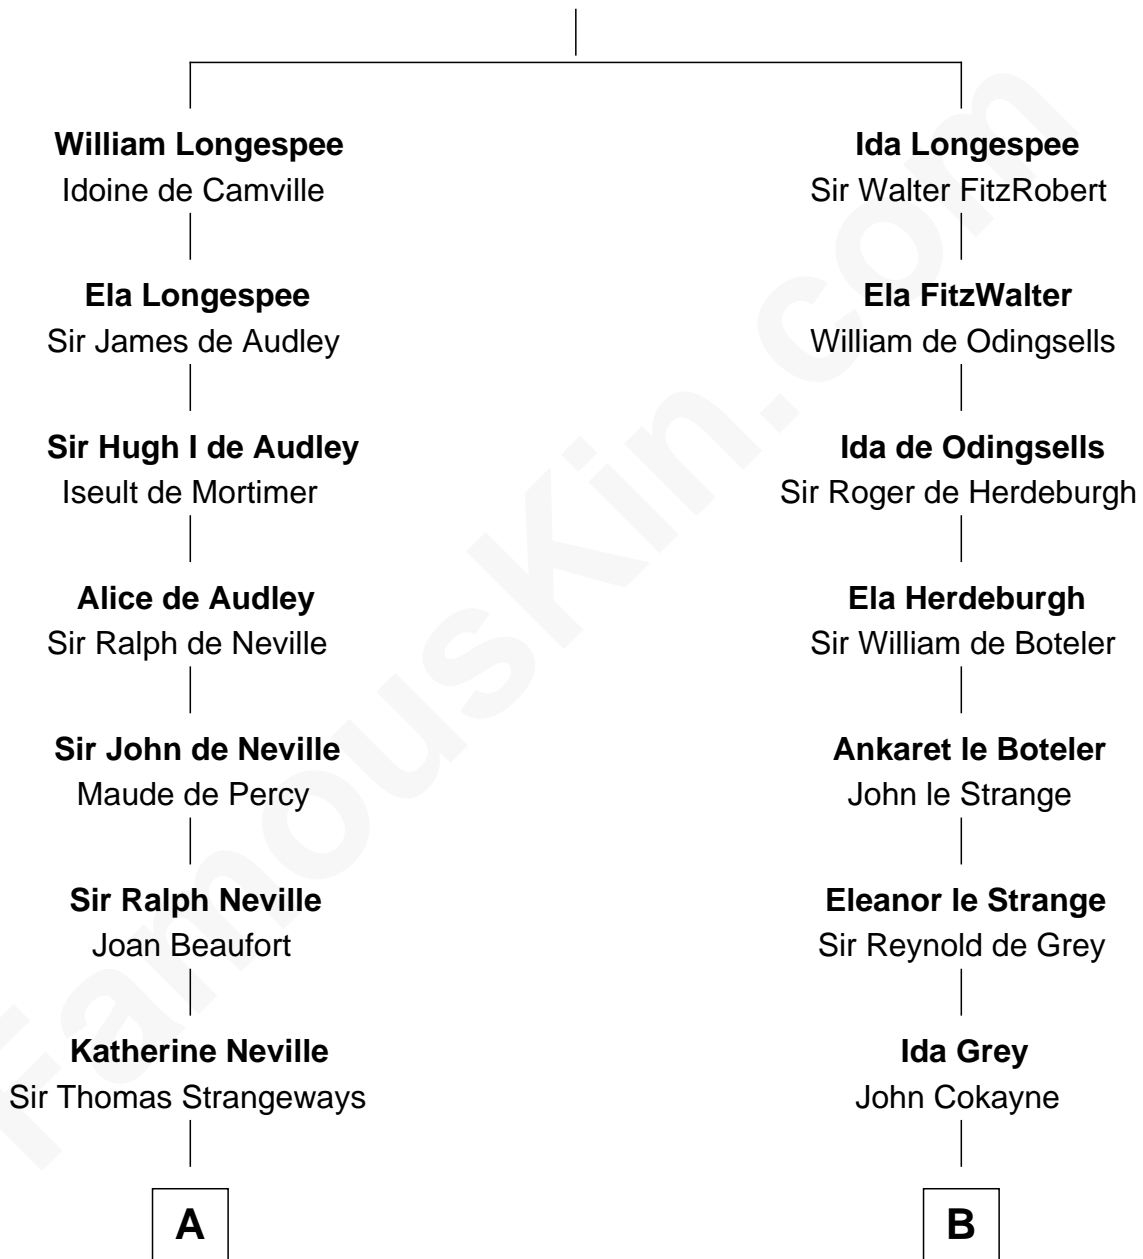 William Longespee
Idoine de Camville
Ela Longespee
Sir James de Audley
Sir Hugh I de Audley
Iseult de Mortimer
Alice de Audley
Sir Ralph de Neville
Sir John de Neville
Maude de Percy
Sir Ralph Neville
Joan Beaufort
Katherine Neville
Sir Thomas Strangeways
A
Ida Longespee
Sir Walter FitzRobert
Ela FitzWalter
William de Odingsells
Ida de Odingsells
Sir Roger de Herdeburgh
Ela Herdeburgh
Sir William de Boteler
Ankaret le Boteler
John le Strange
Eleanor le Strange
Sir Reynold de Grey
Ida Grey
John Cokayne
B
FamousKin.com